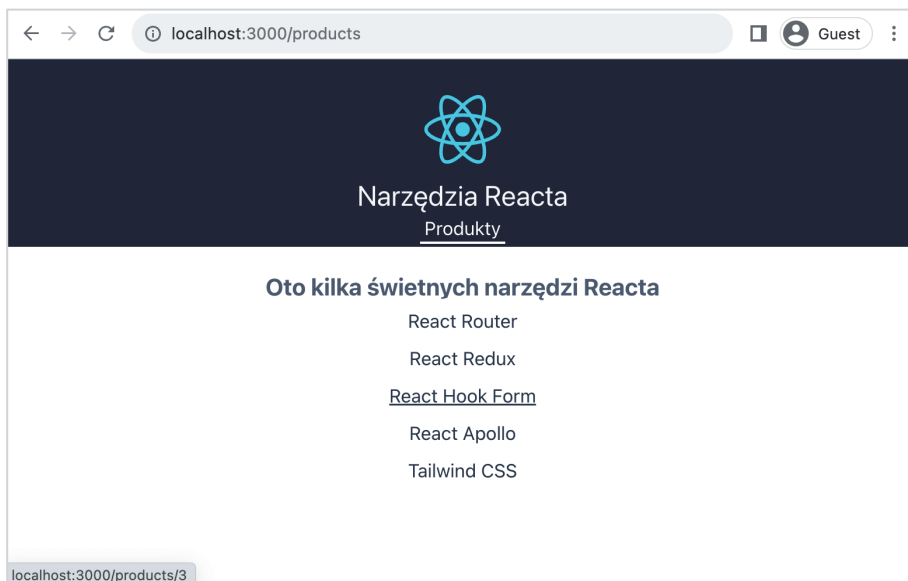 localhost:3000/products
Guest
Narzędzia Reacta
Produkty
Oto kilka świetnych narzędzi Reacta
React Router
React Redux
React Hook Form
React Apollo
Tailwind CSS
localhost:3000/products/3